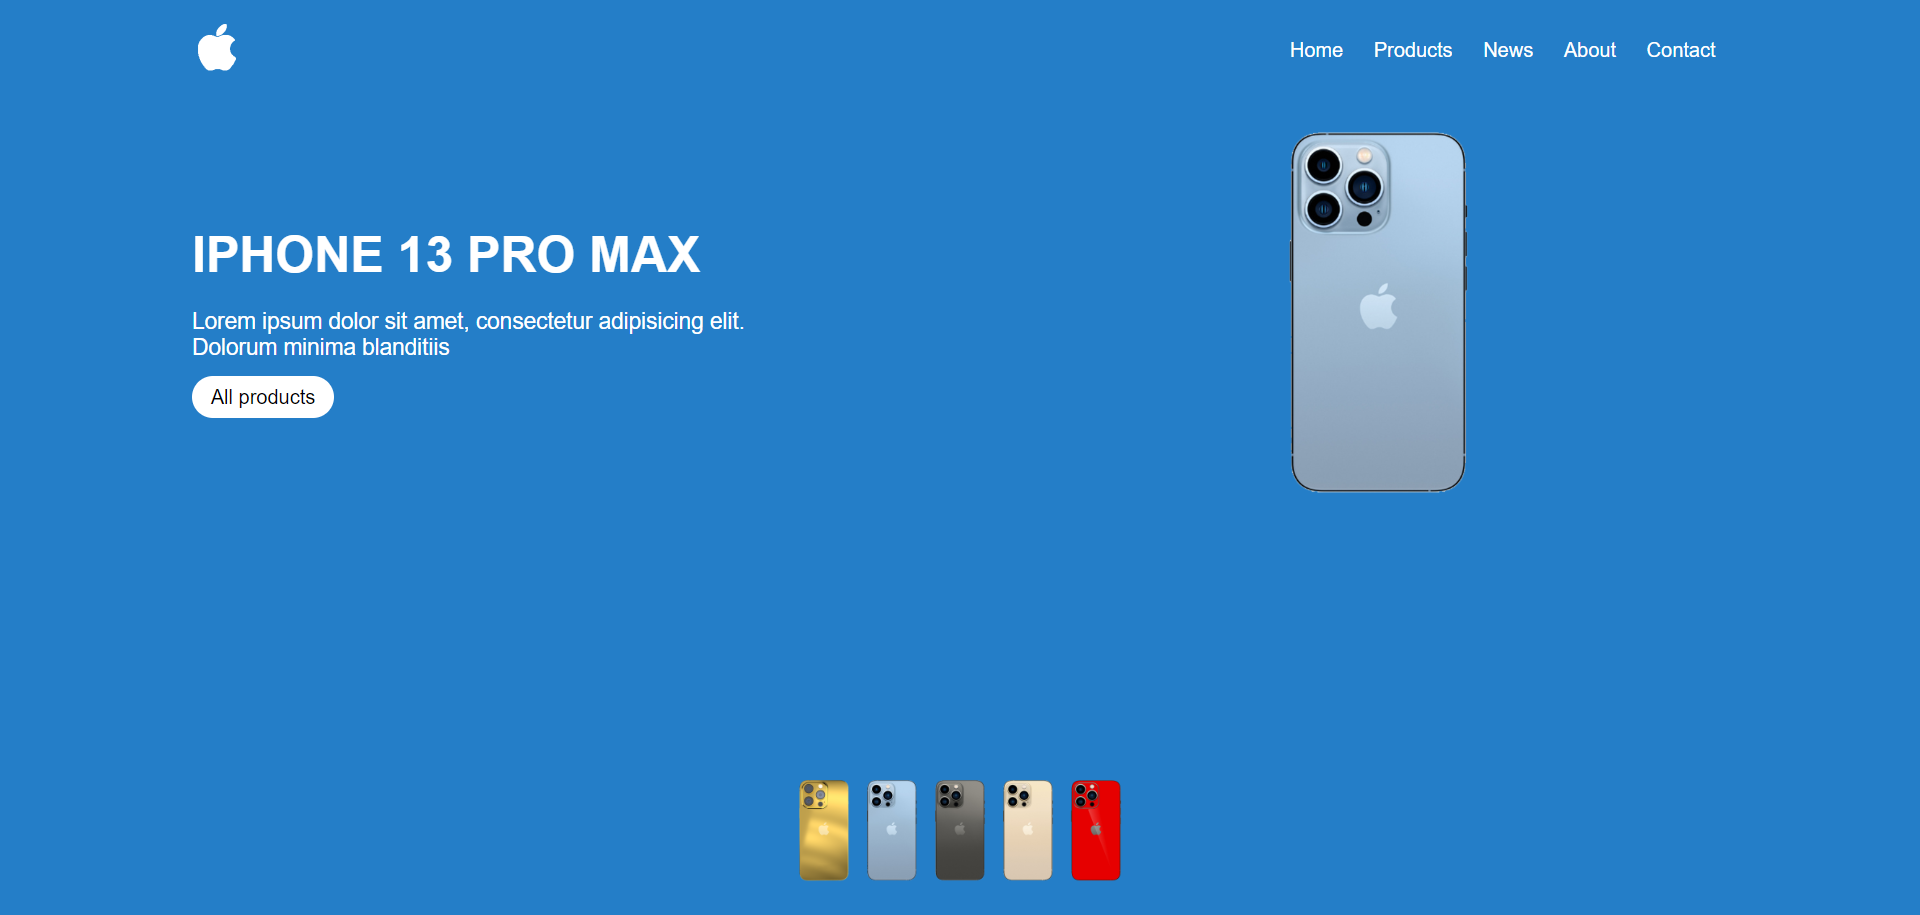 Home Products News About Contact
IPHONE 13 PRO MAX
Lorem ipsum dolor sit amet, consectetur adipisicing elit.
Dolorum minima blanditiis
All products